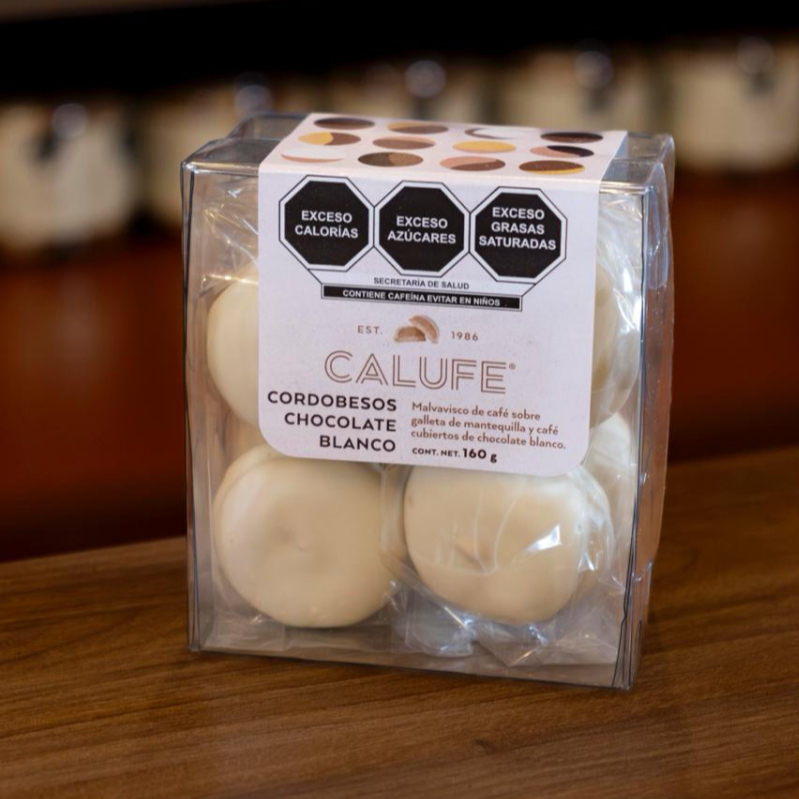 EXCESO
CALORÍAS
EXCESO
AZÚCARES
EXCESO
GRASAS
SATURADAS
SECRETARÍA DE SALUD
CONTIENE CAFEÍNA EVITAR EN NIÑOS
EST. 1986
CALUFE®
CORDOBESOS
CHOCOLATE
BLANCO
Malvavisco de café sobre
galleta de mantequilla y café
cubiertos de chocolate blanco.
CONT. NET. 160 g